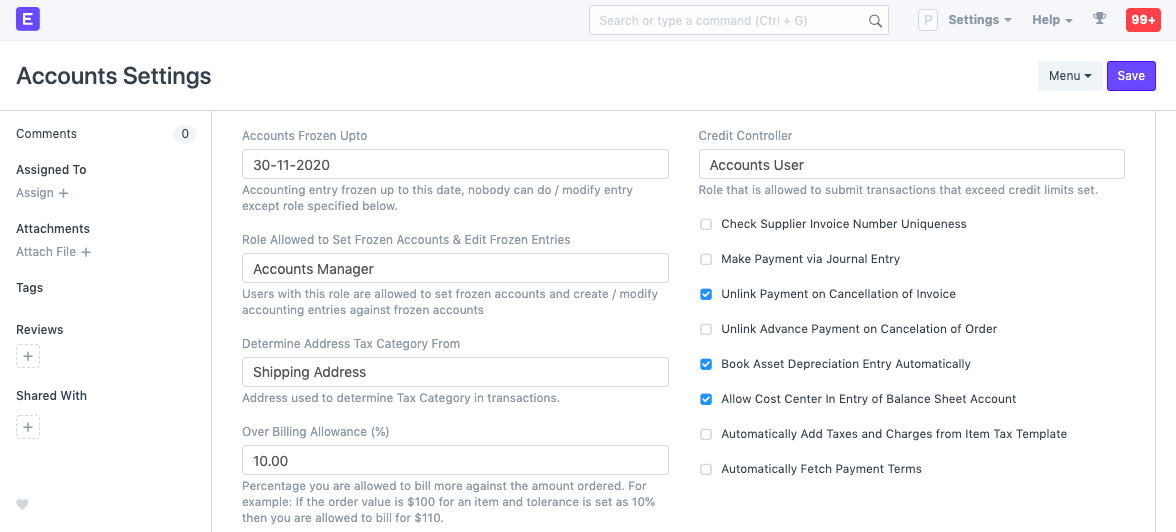 E
Search or type a command (Ctrl + G)
P
Settings
Help
99+
Accounts Settings
Menu
Save
Comments
0
Assigned To
Assign +
Attachments
Attach File +
Tags
Reviews
+
Shared With
+
Accounts Frozen Upto
30-11-2020
Accounting entry frozen up to this date, nobody can do / modify entry
except role specified below.
Role Allowed to Set Frozen Accounts & Edit Frozen Entries
Accounts Manager
Users with this role are allowed to set frozen accounts and create / modify
accounting entries against frozen accounts
Determine Address Tax Category From
Shipping Address
Address used to determine Tax Category in transactions.
Over Billing Allowance (%)
10.00
Percentage you are allowed to bill more against the amount ordered. For
example: If the order value is $100 for an item and tolerance is set as 10%
then you are allowed to bill for $110.
Credit Controller
Accounts User
Role that is allowed to submit transactions that exceed credit limits set.
Check Supplier Invoice Number Uniqueness
Make Payment via Journal Entry
Unlink Payment on Cancellation of Invoice
Unlink Advance Payment on Cancelation of Order
Book Asset Depreciation Entry Automatically
Allow Cost Center In Entry of Balance Sheet Account
Automatically Add Taxes and Charges from Item Tax Template
Automatically Fetch Payment Terms